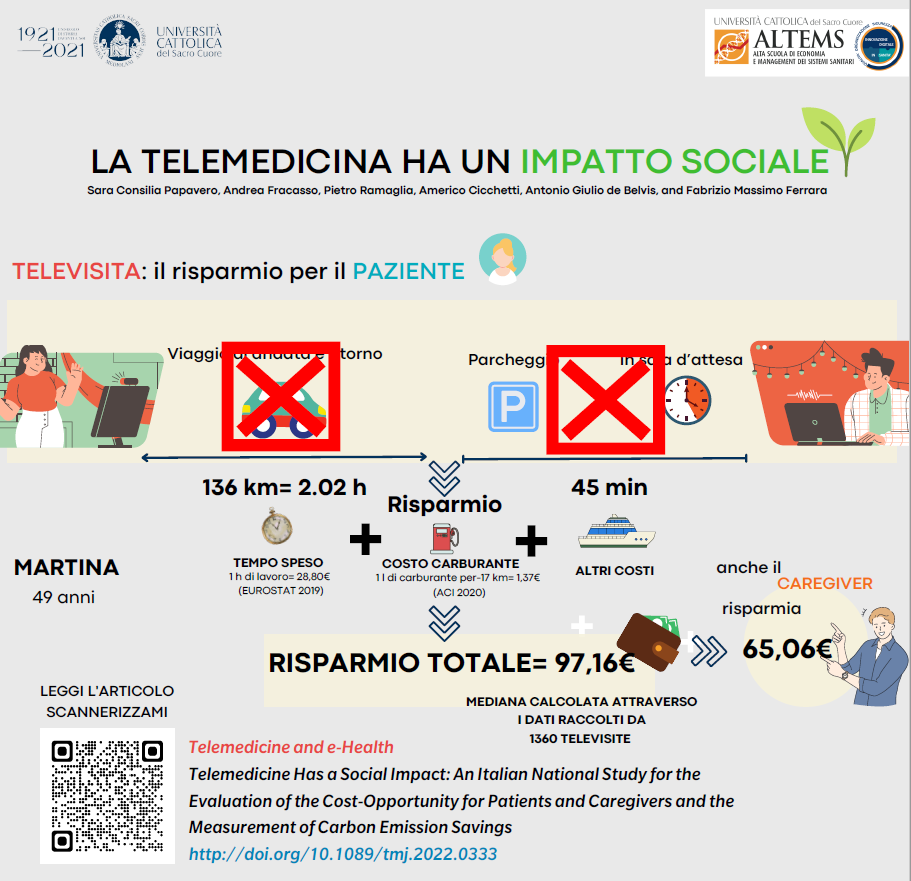 1921
2021
UNIVERSITÀ
CATTOLICA
del Sacro Cuore
UNIVERSITÀ CATTOLICA del Sacro Cuore
ALTEMS
ALTA SCUOLA DI ECONOMIA
E MANAGEMENT DEI SISTEMI SANITARI
LA TELEMEDICINA HA UN IMPATTO SOCIALE
Sara Consilia Papavero, Andrea Fracasso, Pietro Ramaglia, Americo Cicchetti, Antonio Giulio de Belvis, and Fabrizio Massimo Ferrara
TELEVISITA: il risparmio per il PAZIENTE
Viaggio di andata e ritorno
Parcheggio
in sala d'attesa
P
136 km= 2.02 h
45 min
Risparmio
TEMPO SPESO
1 h di lavoro= 28,80€
(EUROSTAT 2019)
COSTO CARBURANTE
1 l di carburante per-17 km= 1,37€
(ACI 2020)
ALTRI COSTI
MARTINA
49 anni
anche il
CAREGIVER
risparmia
65,06€
RISPARMIO TOTALE= 97,16€
MEDIANA CALCOLATA ATTRAVERSO
I DATI RACCOLTI DA
1360 TELEVISITE
LEGGI L'ARTICOLO
SCANNERIZZAMI
Telemedicine and e-Health
Telemedicine Has a Social Impact: An Italian National Study for the
Evaluation of the Cost-Opportunity for Patients and Caregivers and the
Measurement of Carbon Emission Savings
http://doi.org/10.1089/tmj.2022.0333